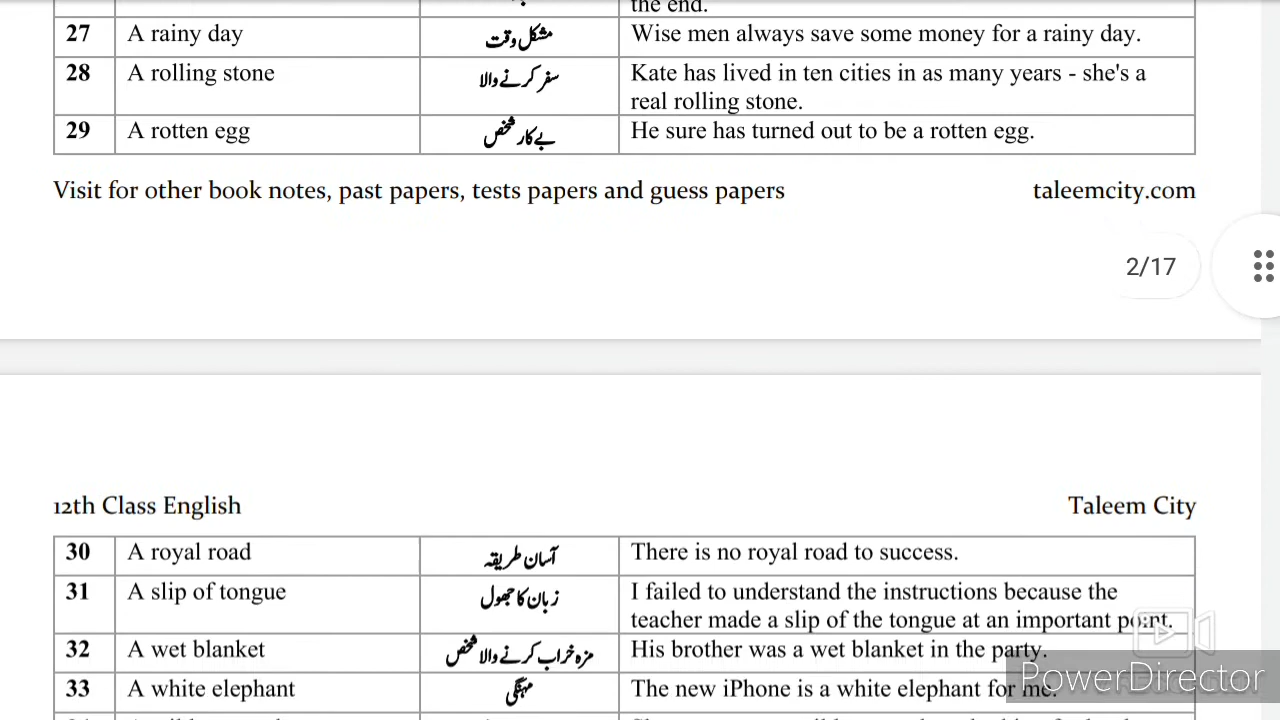 the end.
27 A rainy day مشکل وقت Wise men always save some money for a rainy day.
28 A rolling stone سفر کرنے والا Kate has lived in ten cities in as many years - she's a
real rolling stone.
29 A rotten egg بے کار شخص He sure has turned out to be a rotten egg.
Visit for other book notes, past papers, tests papers and guess papers taleemcity.com
2/17
12th Class English Taleem City
30 A royal road آسان طریقہ There is no royal road to success.
31 A slip of tongue زبان کا جھول I failed to understand the instructions because the
teacher made a slip of the tongue at an important point.
32 A wet blanket مزہ خراب کرنے والا شخص His brother was a wet blanket in the party.
33 A white elephant مہنگی The new iPhone is a white elephant for me.
PowerDirector